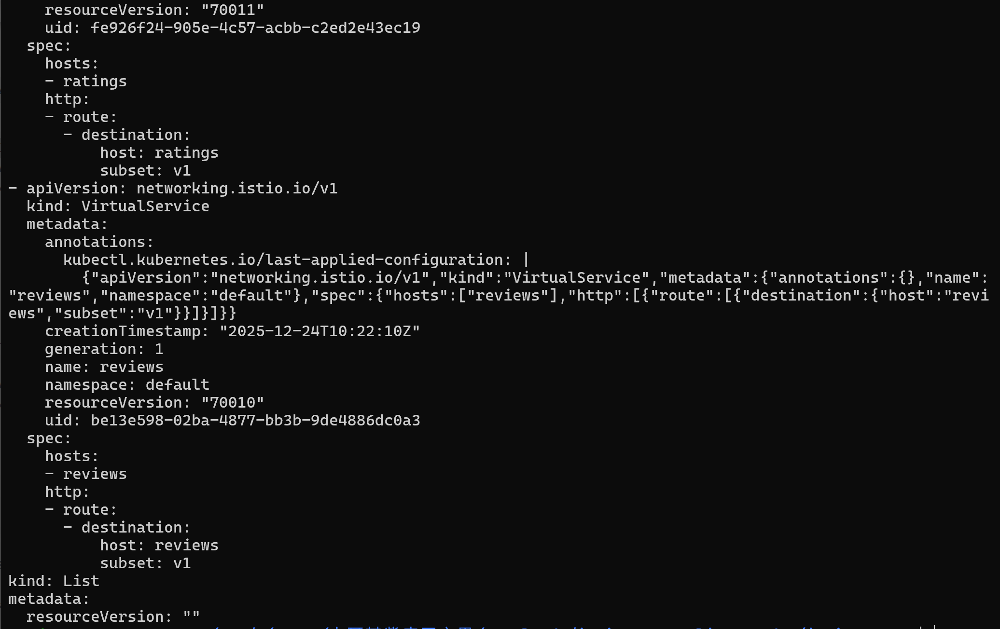 resourceVersion: "70011"
    uid: fe926f24-905e-4c57-acbb-c2ed2e43ec19
  spec:
    hosts:
    - ratings
    http:
    - route:
      - destination:
          host: ratings
          subset: v1
- apiVersion: networking.istio.io/v1
  kind: VirtualService
  metadata:
    annotations:
      kubectl.kubernetes.io/last-applied-configuration: |
        {"apiVersion":"networking.istio.io/v1","kind":"VirtualService","metadata":{"annotations":{},"name":
"reviews","namespace":"default"},"spec":{"hosts":["reviews"],"http":[{"route":[{"destination":{"host":"revi
ews","subset":"v1"}}]}]}}
    creationTimestamp: "2025-12-24T10:22:10Z"
    generation: 1
    name: reviews
    namespace: default
    resourceVersion: "70010"
    uid: be13e598-02ba-4877-bb3b-9de4886dc0a3
  spec:
    hosts:
    - reviews
    http:
    - route:
      - destination:
          host: reviews
          subset: v1
kind: List
metadata:
  resourceVersion: ""